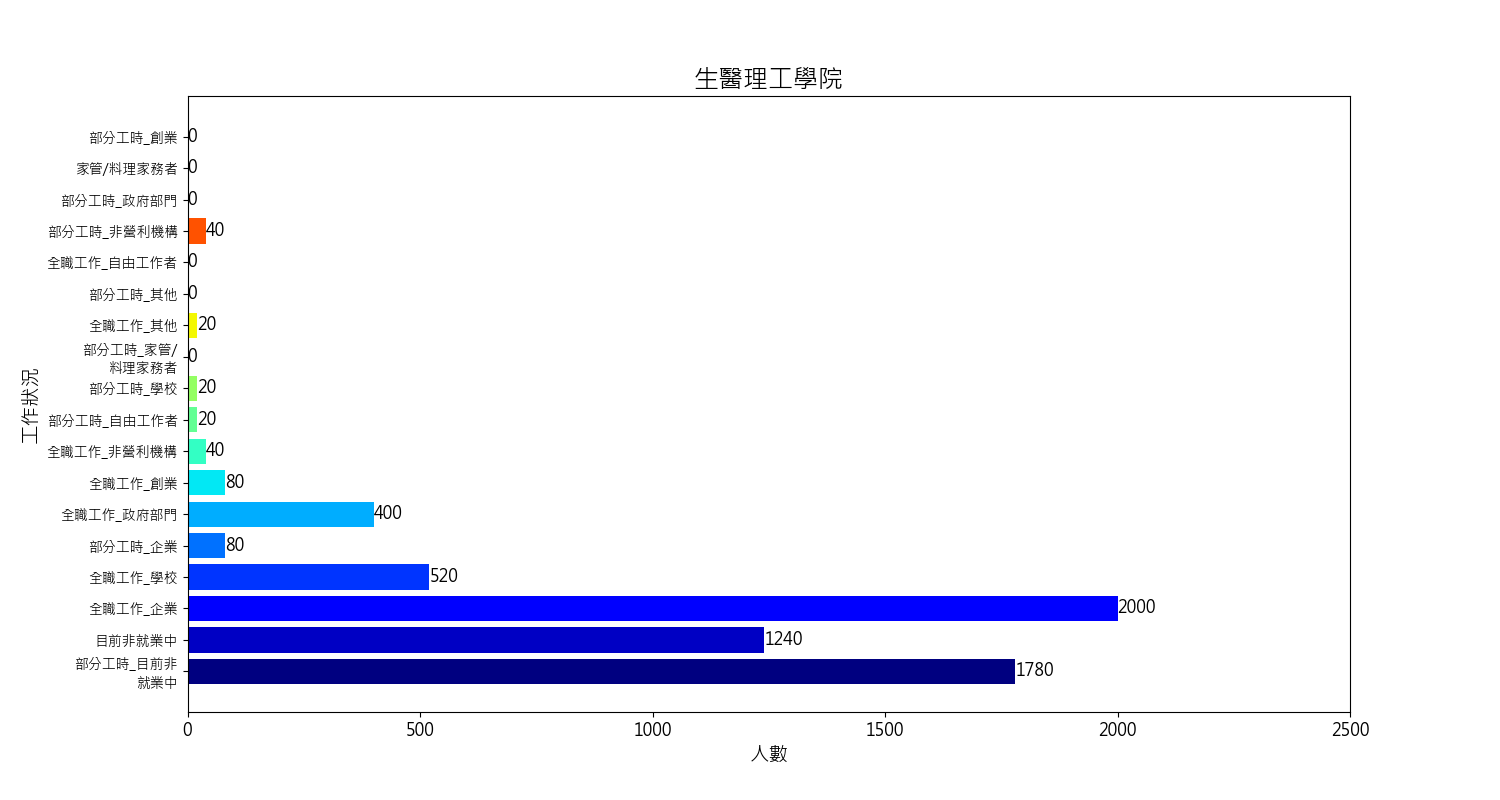 生醫理工學院
部分工時_創業
0
家管/料理家務者
0
部分工時_政府部門
0
部分工時_非營利機構
40
全職工作_自由工作者
0
部分工時_其他
0
全職工作_其他
20
部分工時_家管/
料理家務者
0
部分工時_學校
20
部分工時_自由工作者
20
全職工作_非營利機構
40
全職工作_創業
80
全職工作_政府部門
400
部分工時_企業
80
全職工作_學校
520
全職工作_企業
2000
目前非就業中
1240
部分工時_目前非
就業中
1780
工作狀況
0 500 1000 1500 2000 2500
人數